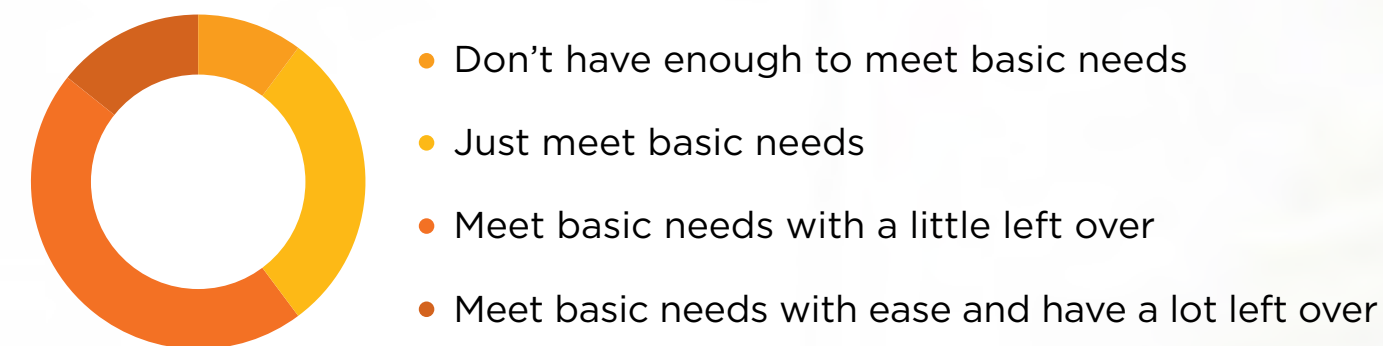 Don’t have enough to meet basic needs
Just meet basic needs
Meet basic needs with a little left over
Meet basic needs with ease and have a lot left over